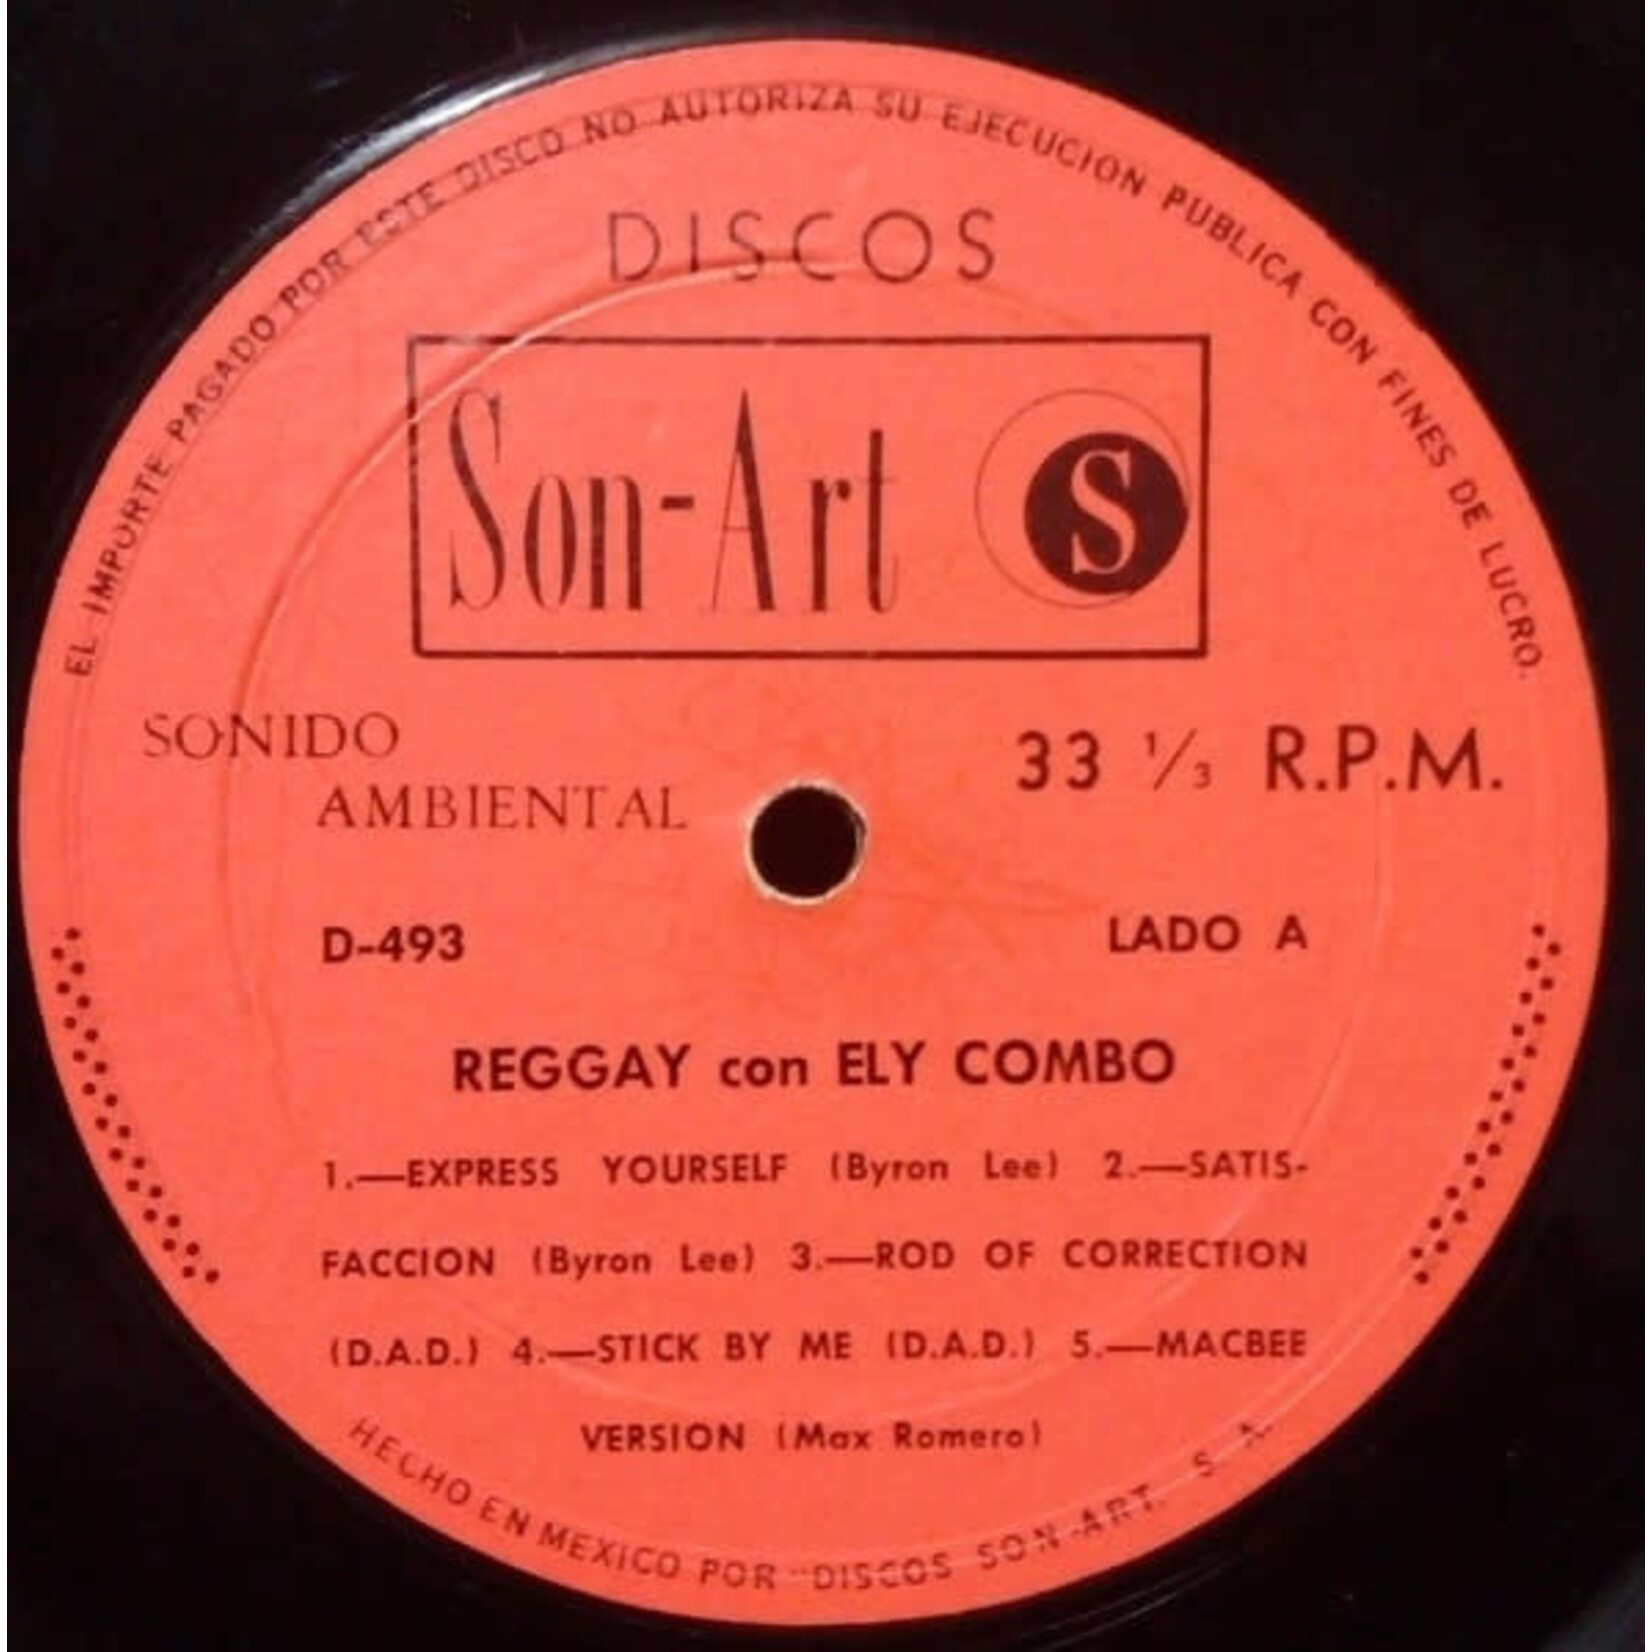 EL IMPORTE PAGADO POR ESTE DISCO NO AUTORIZA SU EJECUCION PUBLICA CON FINES DE LUCRO.
DISCOS
Son-Art S
SONIDO
AMBIENTAL
33 1/3 R.P.M.
D-493
LADO A
REGGAY con ELY COMBO
1.—EXPRESS YOURSELF (Byron Lee) 2.—SATIS-
FACCION (Byron Lee) 3.—ROD OF CORRECTION
(D.A.D.) 4.—STICK BY ME (D.A.D.) 5.—MACBEE
VERSION (Max Romero)
HECHO EN MEXICO POR "DISCOS SON-ART. S. A.